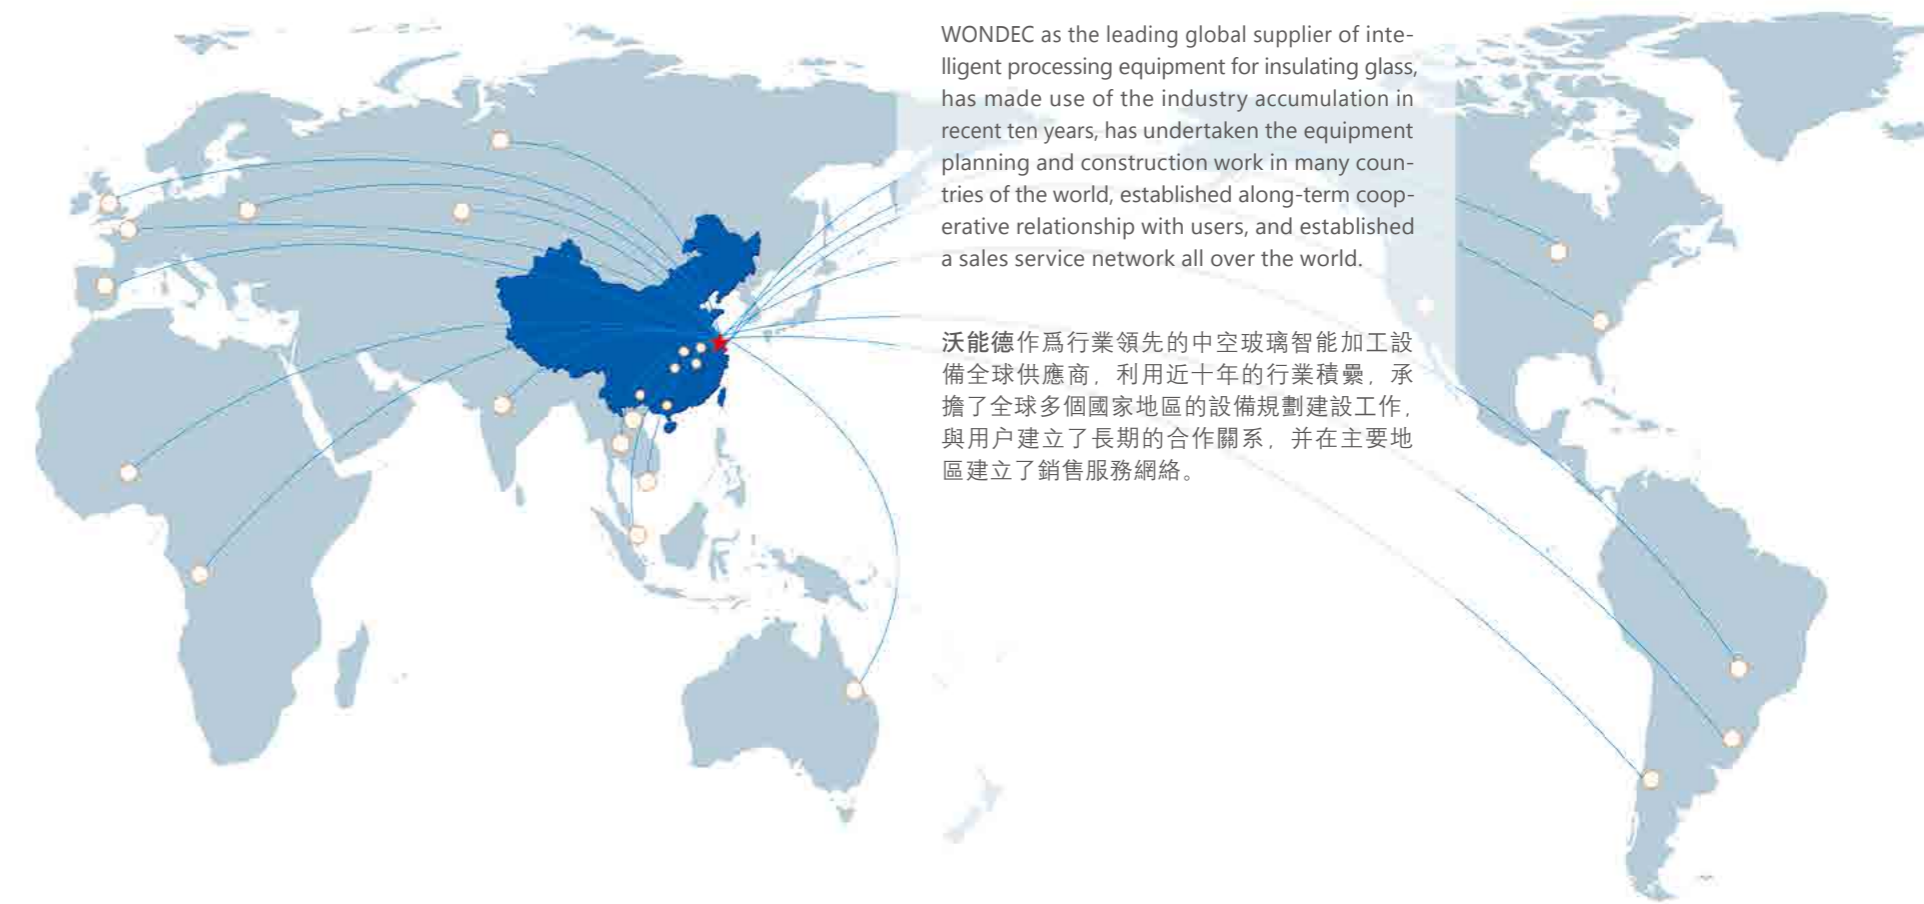 WONDEC as the leading global supplier of inte-
lligent processing equipment for insulating glass,
has made use of the industry accumulation in
recent ten years, has undertaken the equipment
planning and construction work in many coun-
tries of the world, established along-term coop-
erative relationship with users, and established
a sales service network all over the world.
沃能德作爲行業領先的中空玻璃智能加工設
備全球供應商，利用近十年的行業積纍，承
擔了全球多個國家地區的設備規劃建設工作，
與用户建立了長期的合作關系，并在主要地
區建立了銷售服務網絡。